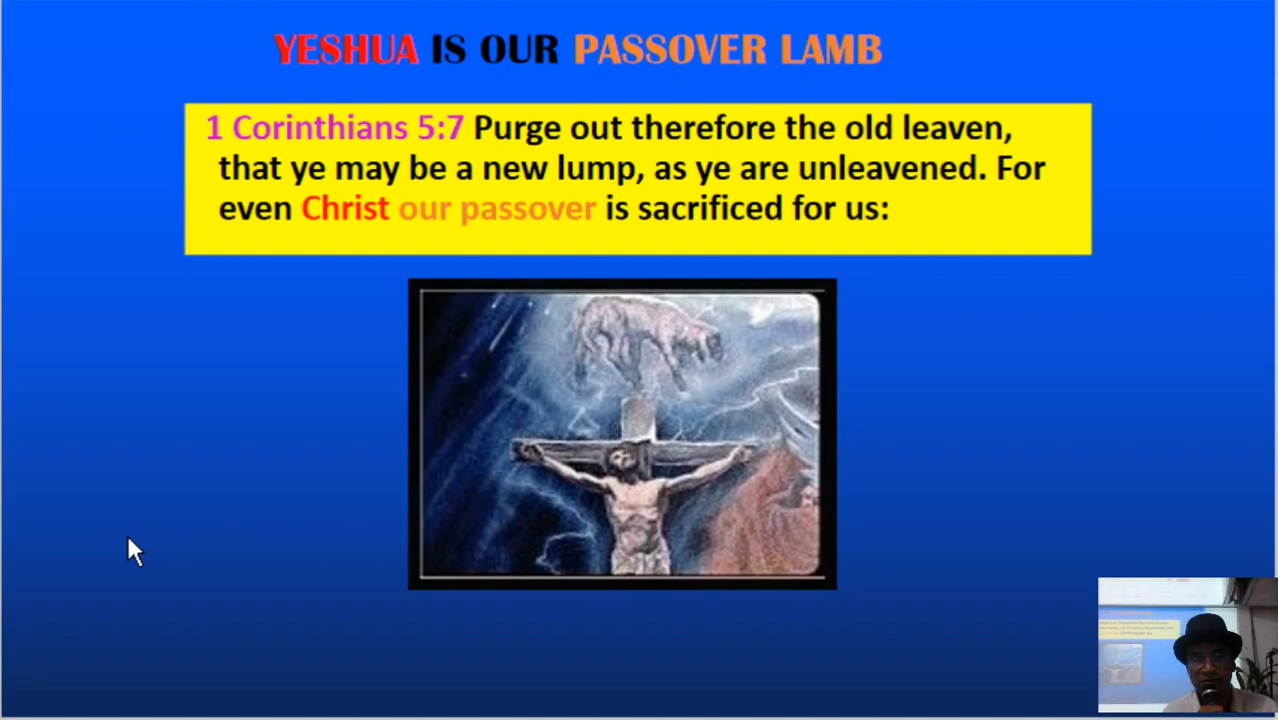 YESHUA IS OUR PASSOVER LAMB
1 Corinthians 5:7 Purge out therefore the old leaven,
that ye may be a new lump, as ye are unleavened. For
even Christ our passover is sacrificed for us: